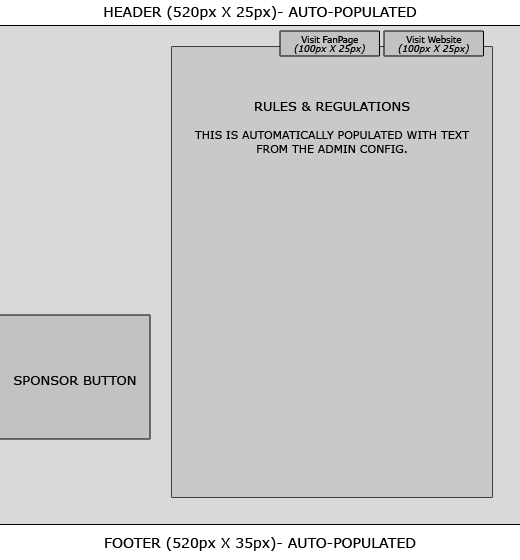 HEADER (520px X 25px)- AUTO-POPULATED
Visit FanPage
(100px X 25px)
Visit Website
(100px X 25px)
RULES & REGULATIONS
THIS IS AUTOMATICALLY POPULATED WITH TEXT
FROM THE ADMIN CONFIG.
SPONSOR BUTTON
FOOTER (520px X 35px)- AUTO-POPULATED